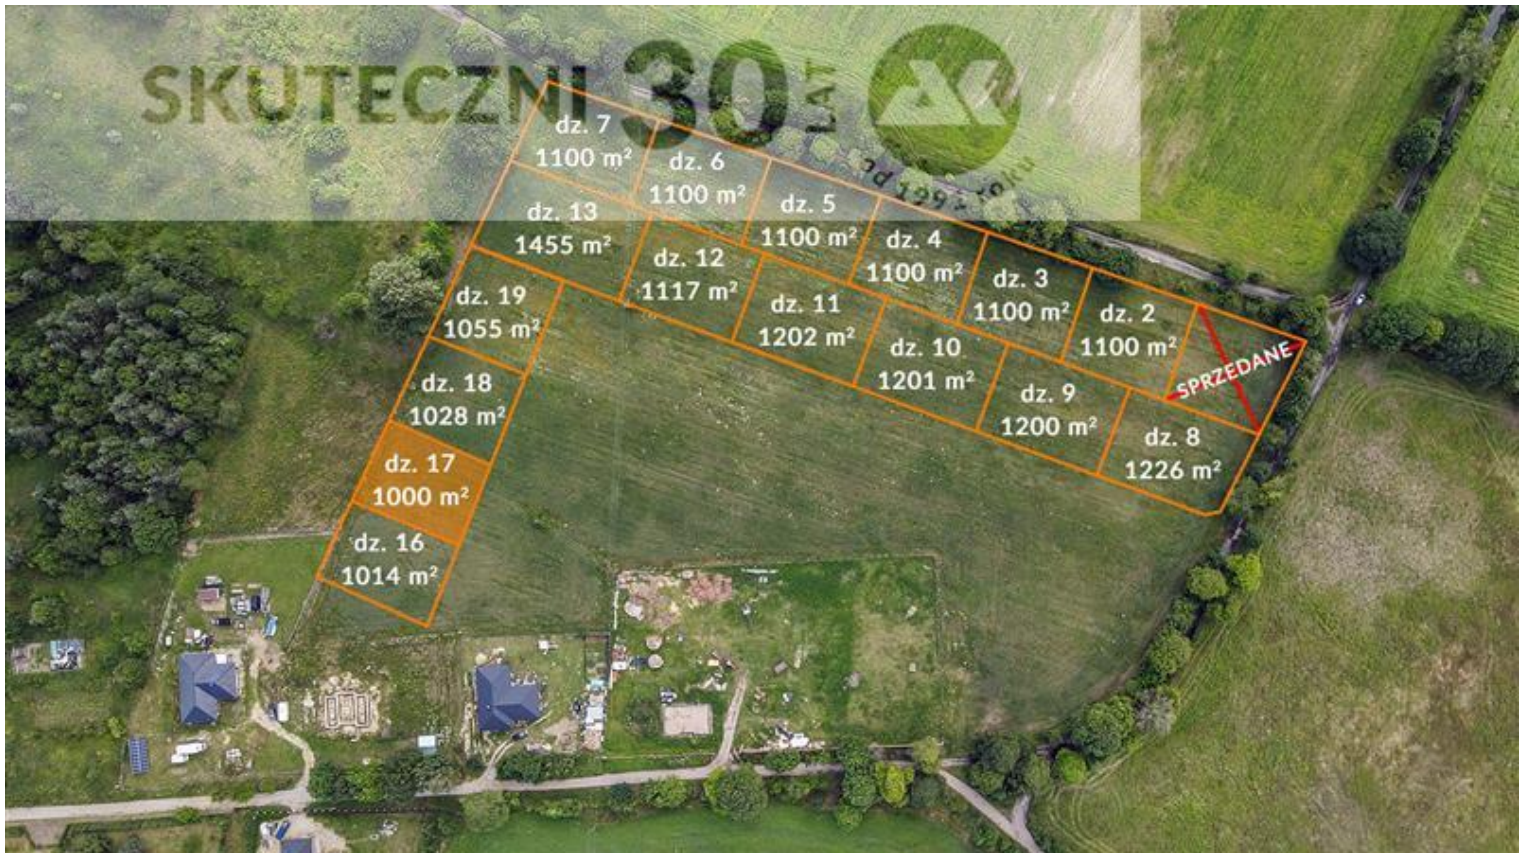 SKUTECZNI 30 LAT
dz. 7
1100 m²
dz. 6
1100 m²
dz. 5
1100 m²
dz. 4
1100 m²
dz. 3
1100 m²
dz. 2
1100 m²
SPRZEDANE
dz. 13
1455 m²
dz. 12
1117 m²
dz. 11
1202 m²
dz. 10
1201 m²
dz. 9
1200 m²
dz. 8
1226 m²
dz. 19
1055 m²
dz. 18
1028 m²
dz. 17
1000 m²
dz. 16
1014 m²